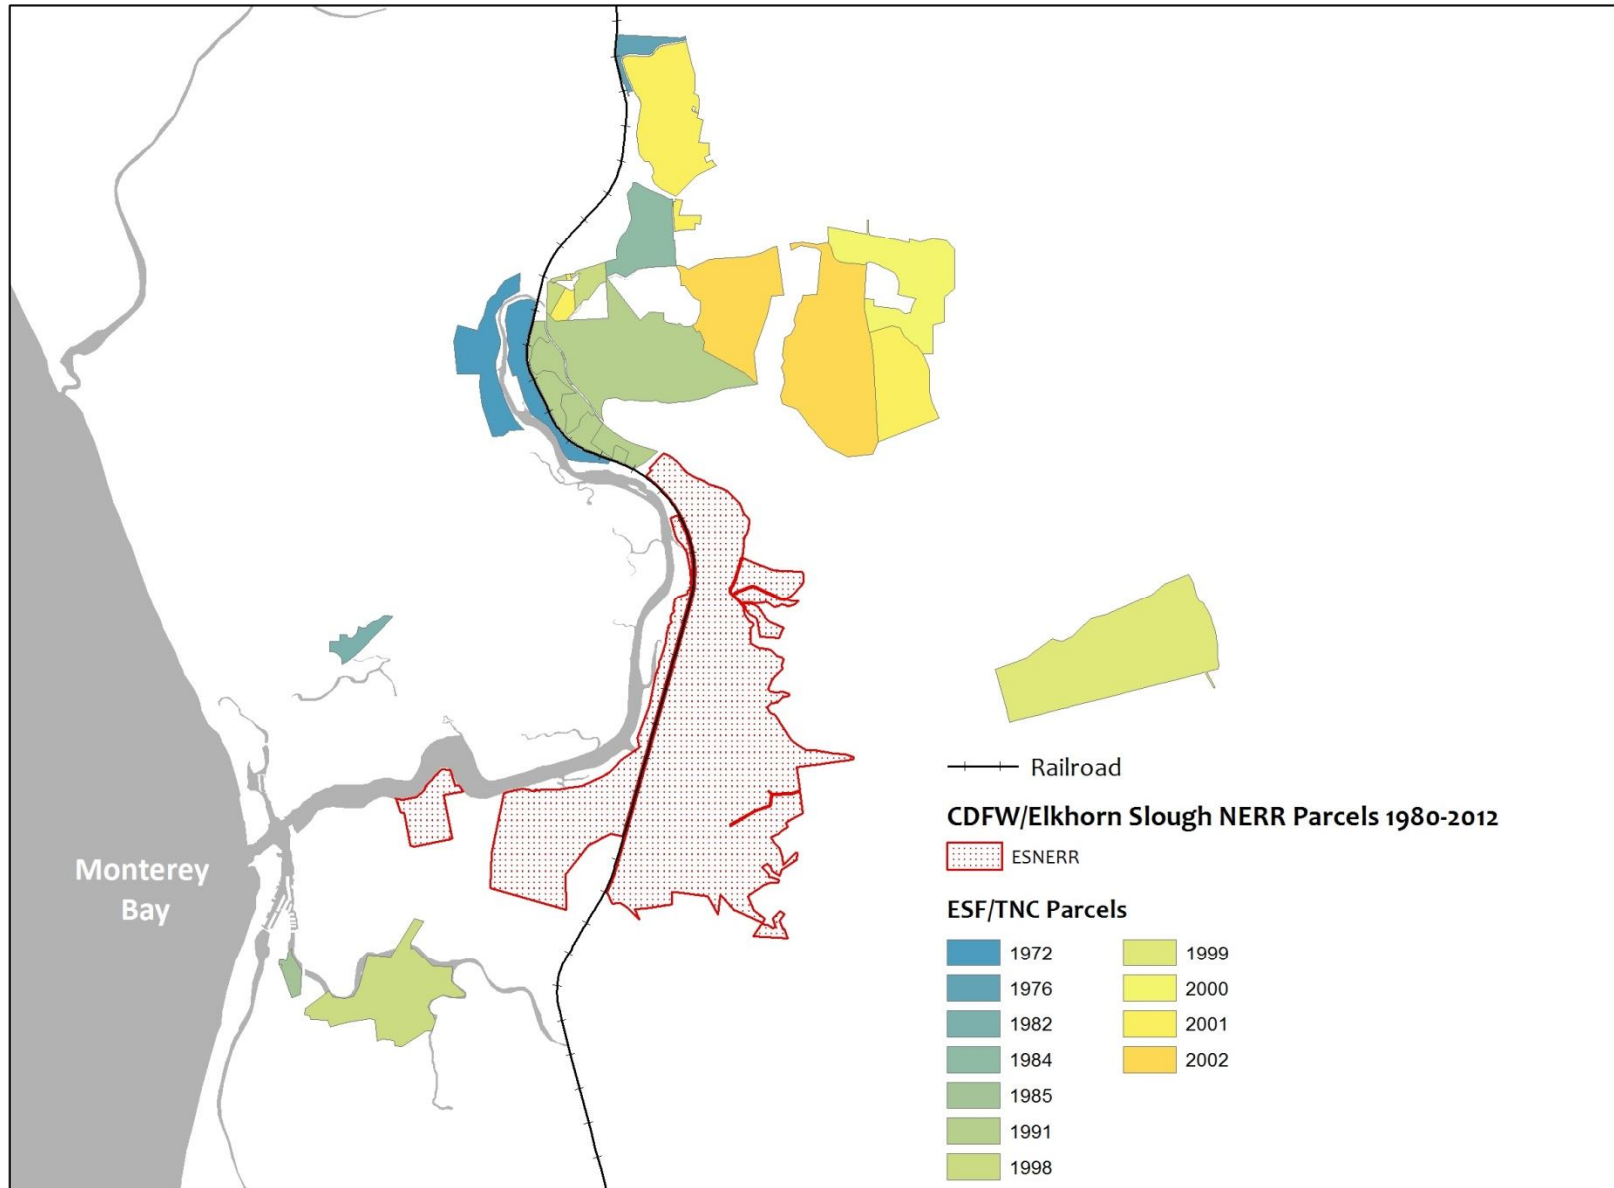 Monterey
Bay
Railroad
CDFW/Elkhorn Slough NERR Parcels 1980-2012
ESNERR
ESF/TNC Parcels
1972
1976
1982
1984
1985
1991
1998
1999
2000
2001
2002